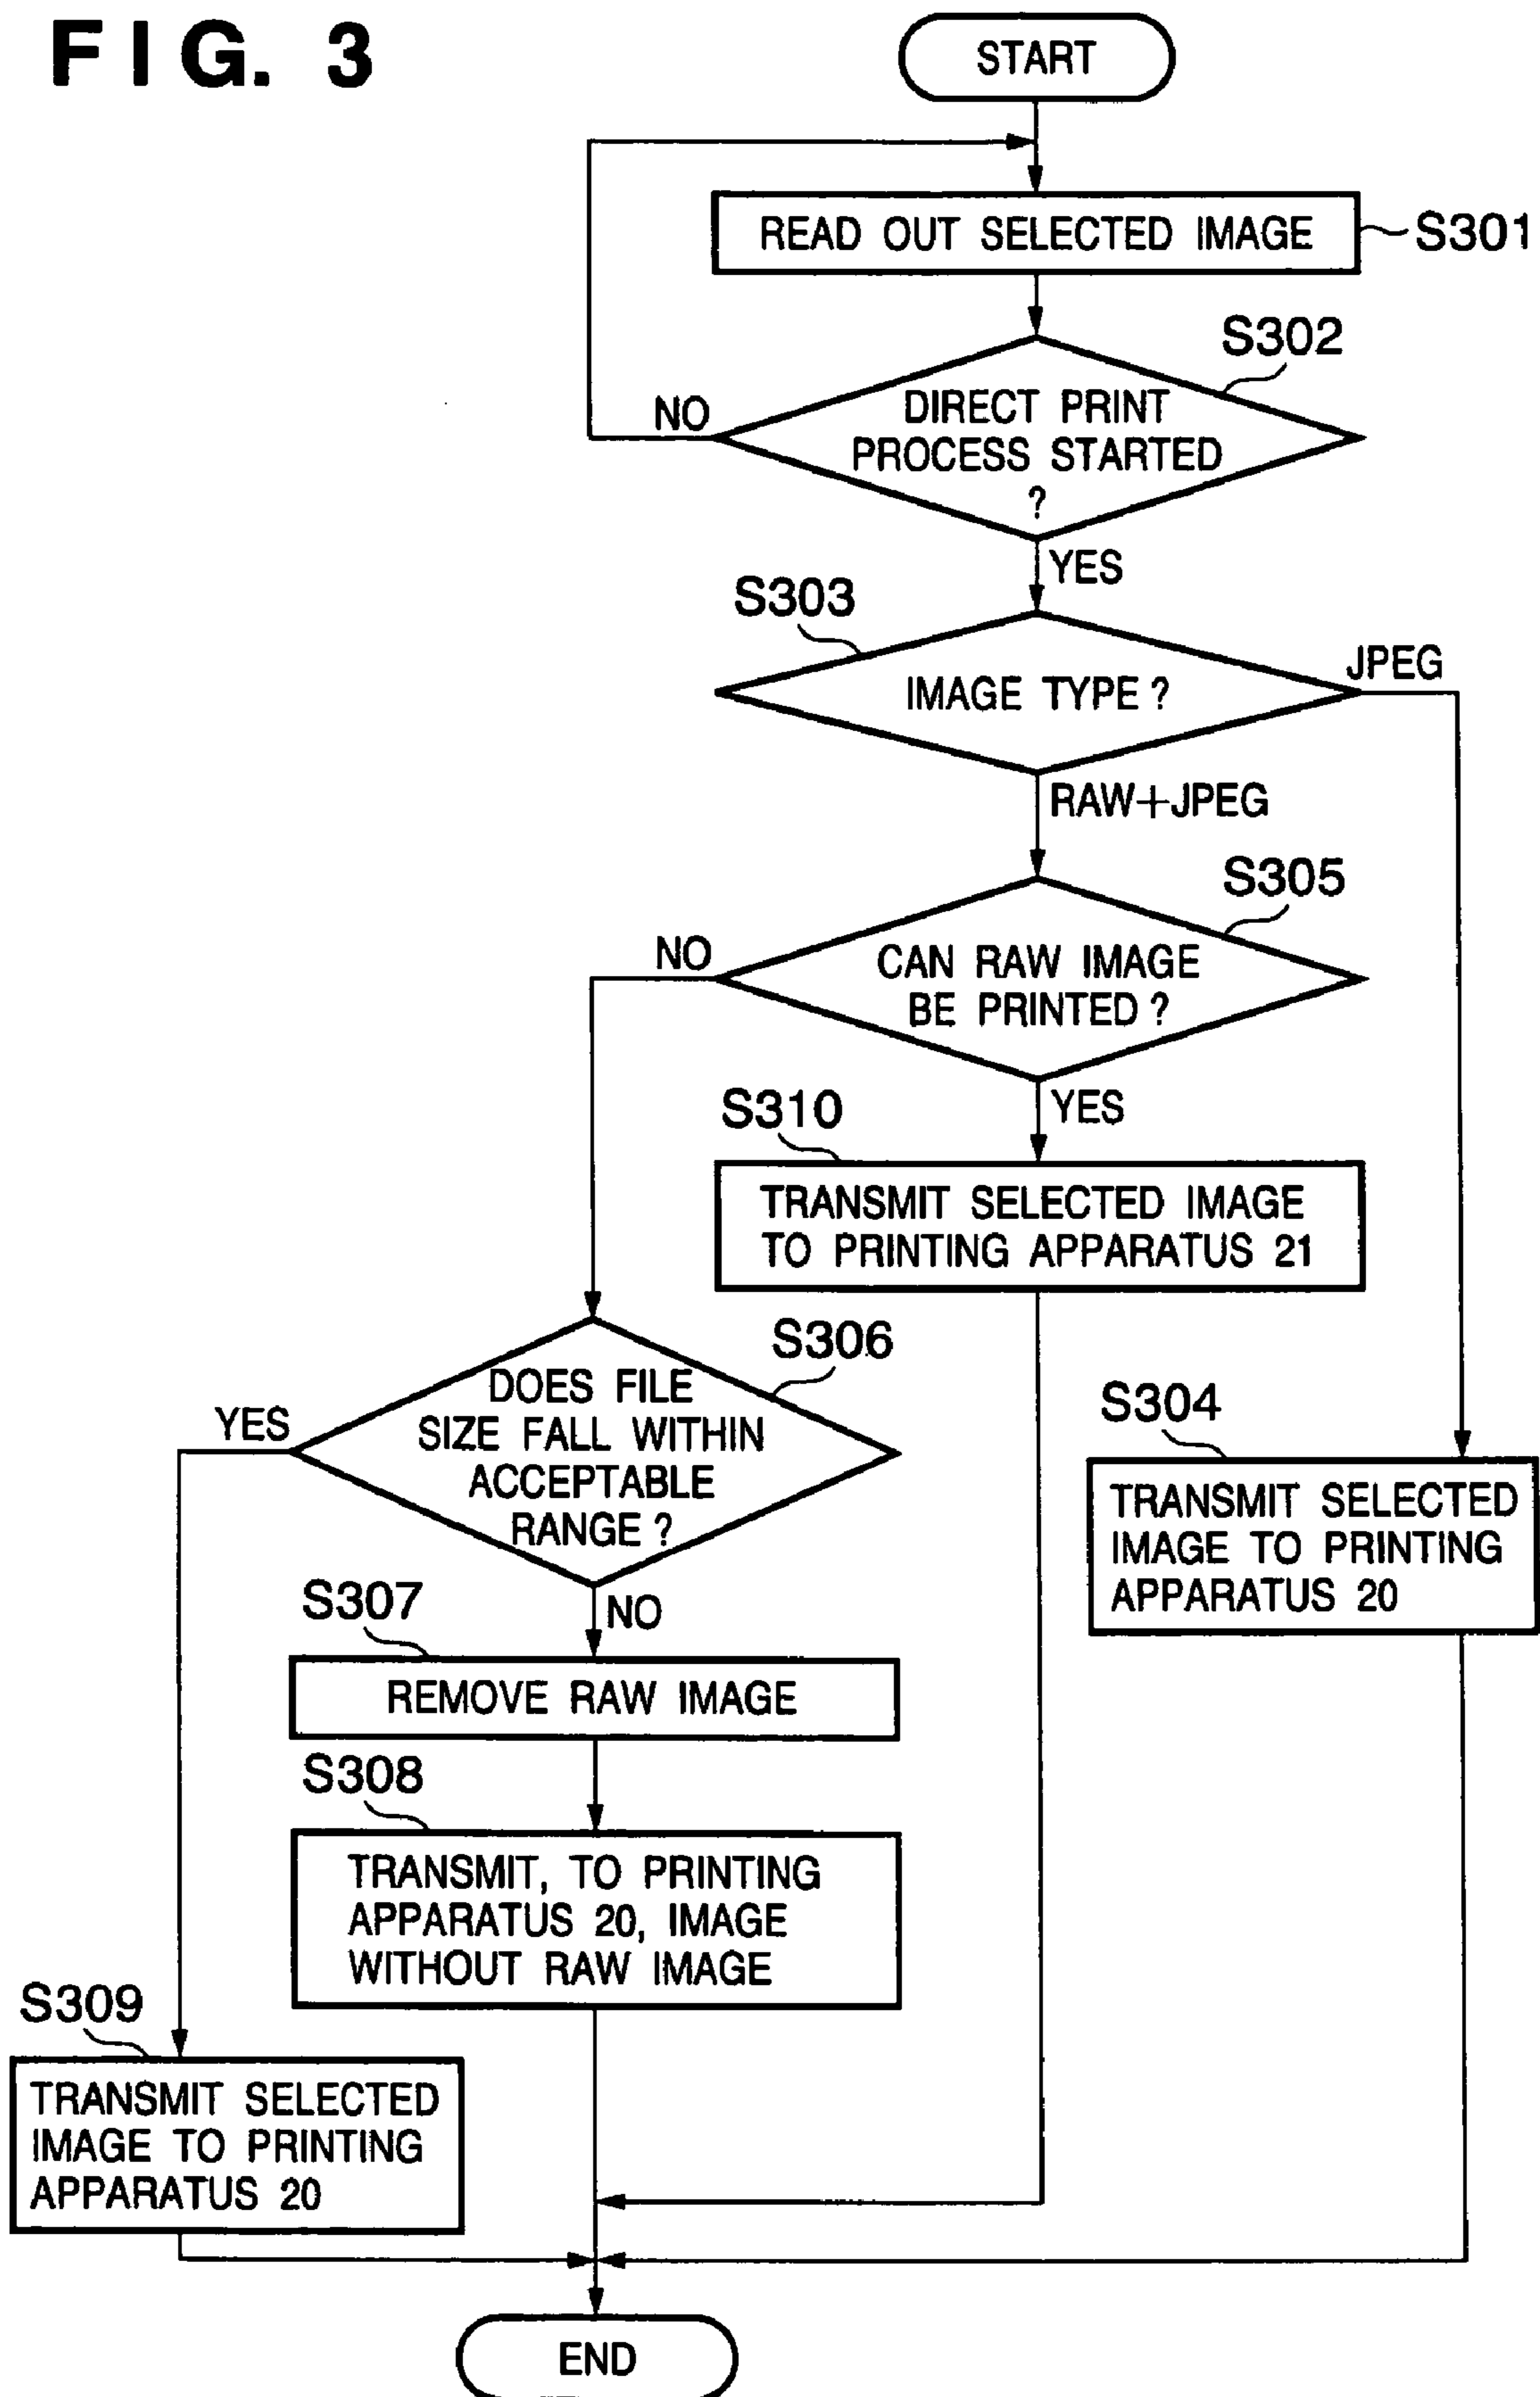 FIG. 3
START
READ OUT SELECTED IMAGE
S301
S302
DIRECT PRINT
PROCESS STARTED
?
NO
YES
S303
IMAGE TYPE ?
JPEG
RAW+JPEG
S305
CAN RAW IMAGE
BE PRINTED ?
NO
YES
S310
TRANSMIT SELECTED IMAGE
TO PRINTING APPARATUS 21
S306
DOES FILE
SIZE FALL WITHIN
ACCEPTABLE
RANGE ?
YES
NO
S304
TRANSMIT SELECTED
IMAGE TO PRINTING
APPARATUS 20
S307
REMOVE RAW IMAGE
S308
TRANSMIT, TO PRINTING
APPARATUS 20, IMAGE
WITHOUT RAW IMAGE
S309
TRANSMIT SELECTED
IMAGE TO PRINTING
APPARATUS 20
END